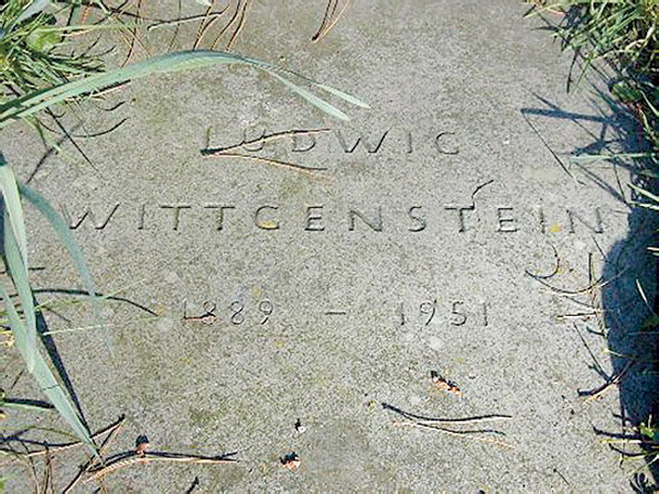 LUDWIG
WITTGENSTEIN
1889 – 1951